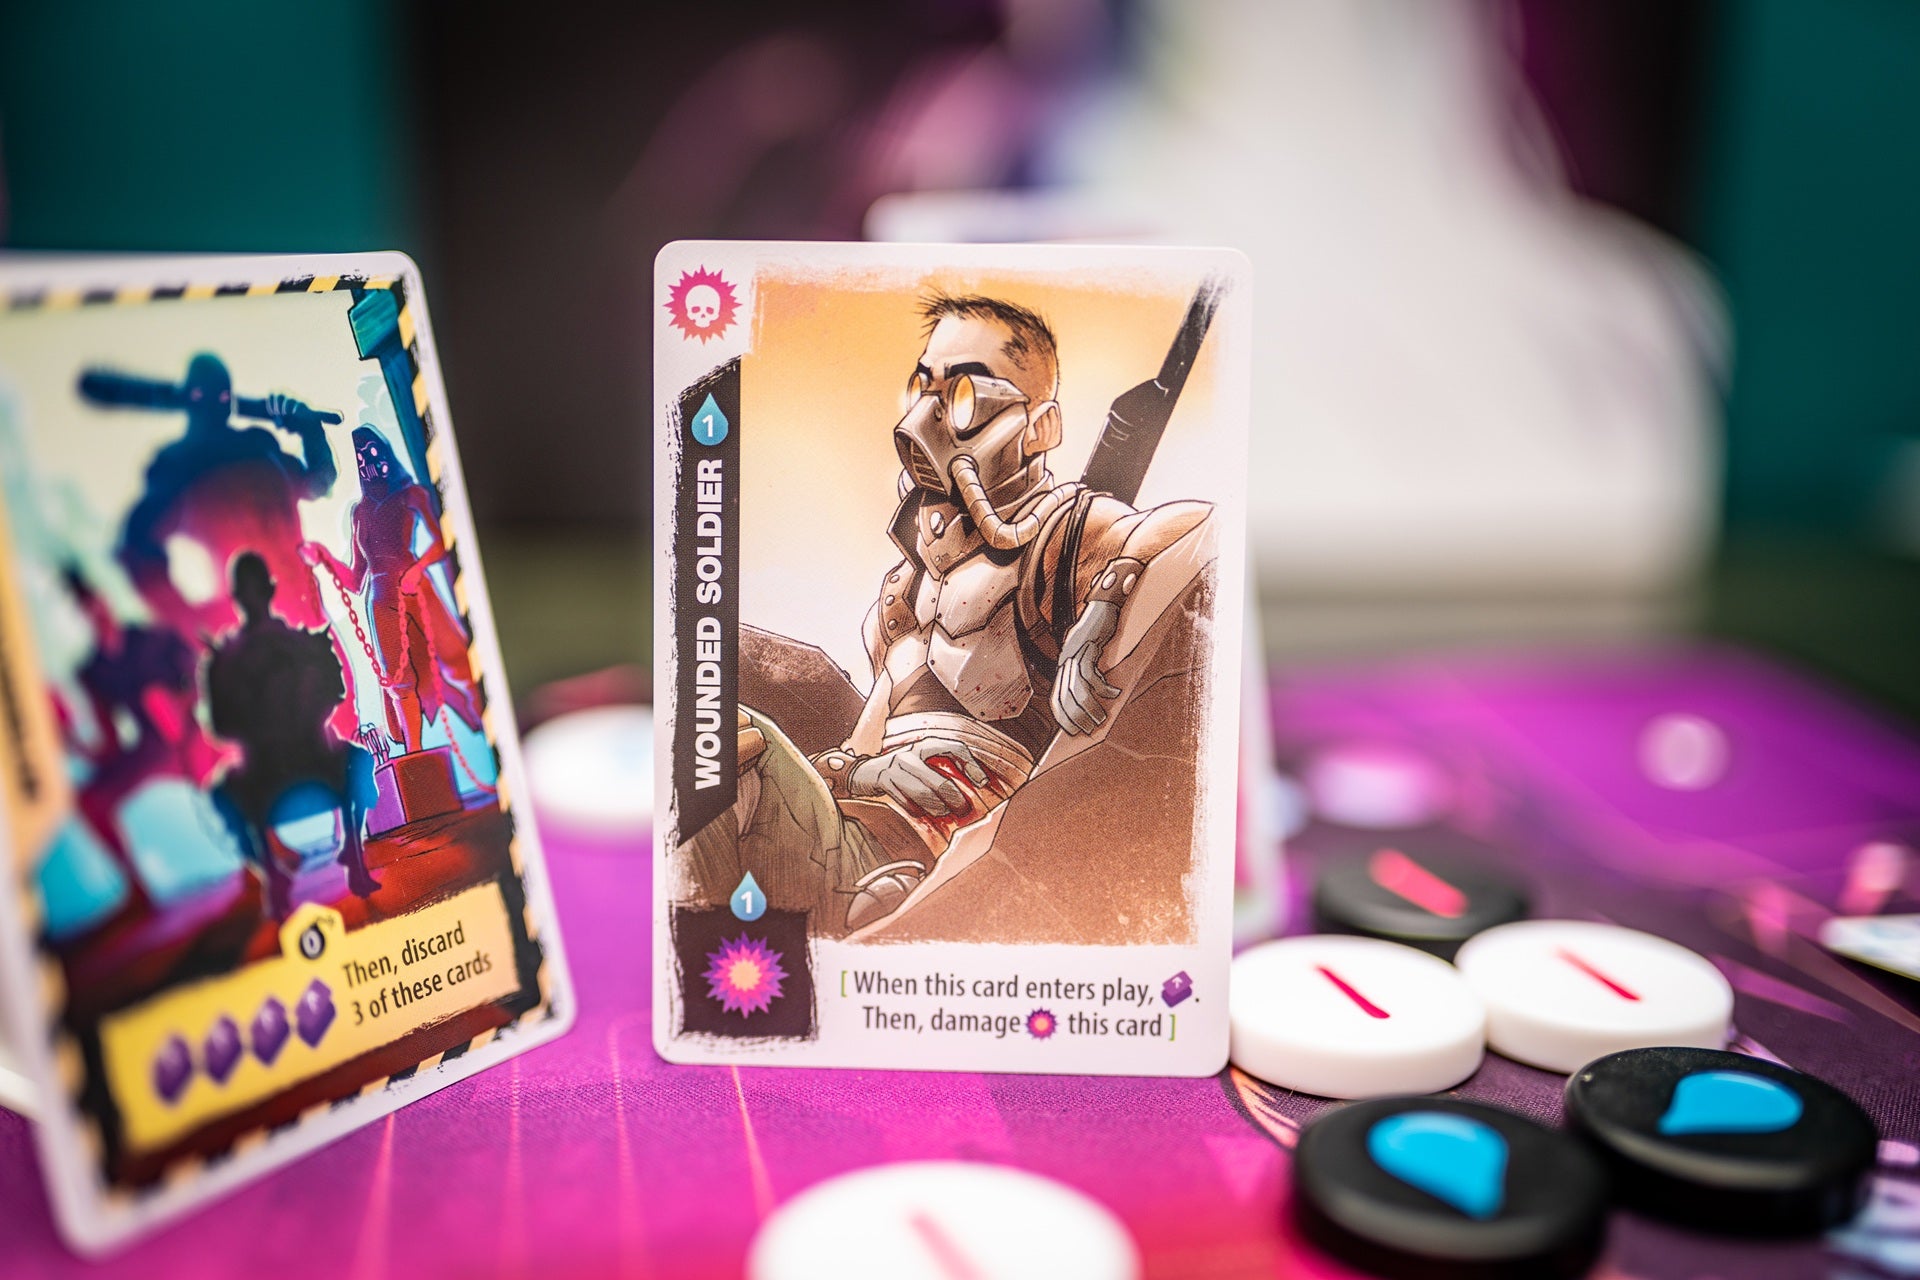 0
Then, discard
3 of these cards
1
WOUNDED SOLDIER
1
[ When this card enters play, .
Then, damage this card ]